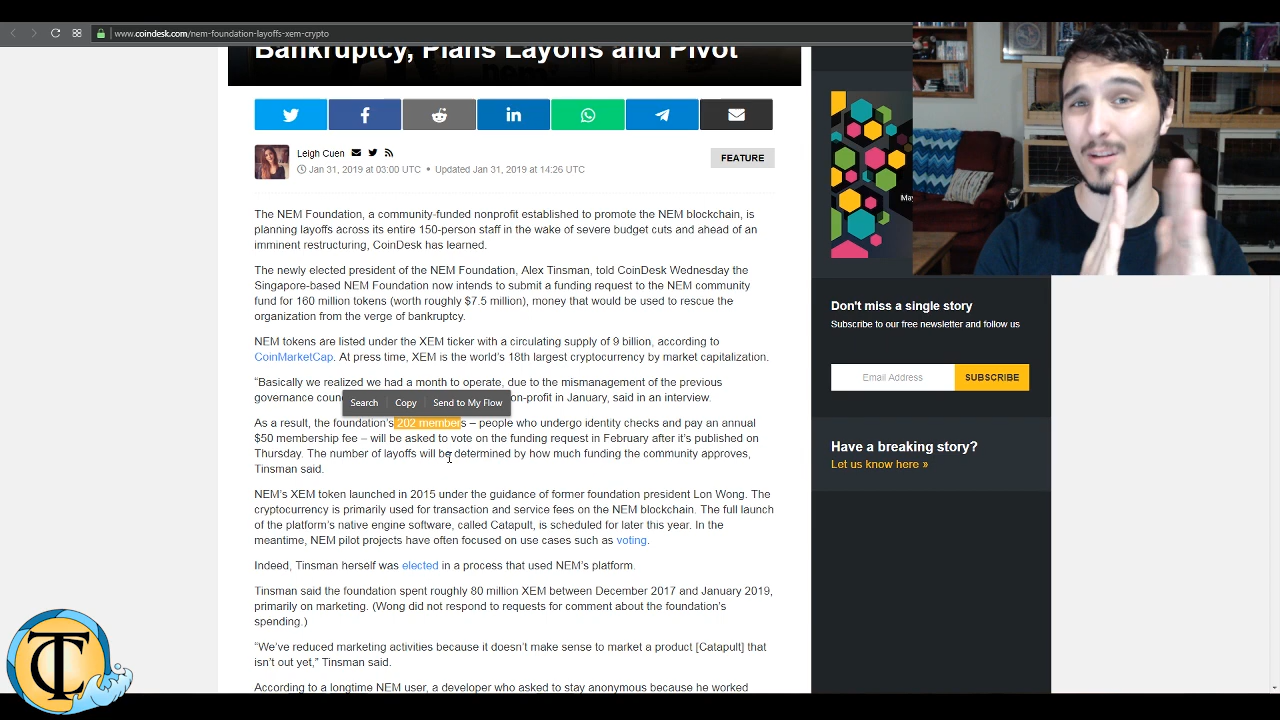 www.coindesk.com/nem-foundation-layoffs-xem-crypto
Bankruptcy, Plans Layoffs and Pivot
Leigh Cuen
Jan 31, 2019 at 03:00 UTC • Updated Jan 31, 2019 at 14:26 UTC
FEATURE
The NEM Foundation, a community-funded nonprofit established to promote the NEM blockchain, is
planning layoffs across its entire 150-person staff in the wake of severe budget cuts and ahead of an
imminent restructuring, CoinDesk has learned.
The newly elected president of the NEM Foundation, Alex Tinsman, told CoinDesk Wednesday the
Singapore-based NEM Foundation now intends to submit a funding request to the NEM community
fund for 160 million tokens (worth roughly $7.5 million), money that would be used to rescue the
organization from the verge of bankruptcy.
NEM tokens are listed under the XEM ticker with a circulating supply of 9 billion, according to
CoinMarketCap. At press time, XEM is the world's 18th largest cryptocurrency by market capitalization.
“Basically we realized we had a month to operate, due to the mismanagement of the previous
governance coun
on-profit in January, said in an interview.
Search Copy Send to My Flow
As a result, the foundation's 202 members – people who undergo identity checks and pay an annual
$50 membership fee – will be asked to vote on the funding request in February after it's published on
Thursday. The number of layoffs will be determined by how much funding the community approves,
Tinsman said.
NEM's XEM token launched in 2015 under the guidance of former foundation president Lon Wong. The
cryptocurrency is primarily used for transaction and service fees on the NEM blockchain. The full launch
of the platform's native engine software, called Catapult, is scheduled for later this year. In the
meantime, NEM pilot projects have often focused on use cases such as voting.
Indeed, Tinsman herself was elected in a process that used NEM's platform.
Tinsman said the foundation spent roughly 80 million XEM between December 2017 and January 2019,
primarily on marketing. (Wong did not respond to requests for comment about the foundation's
spending.)
“We've reduced marketing activities because it doesn't make sense to market a product [Catapult] that
isn't out yet,” Tinsman said.
According to a longtime NEM user, a developer who asked to stay anonymous because he worked
Ma
Don't miss a single story
Subscribe to our free newsletter and follow us
Email Address
SUBSCRIBE
Have a breaking story?
Let us know here »
TC